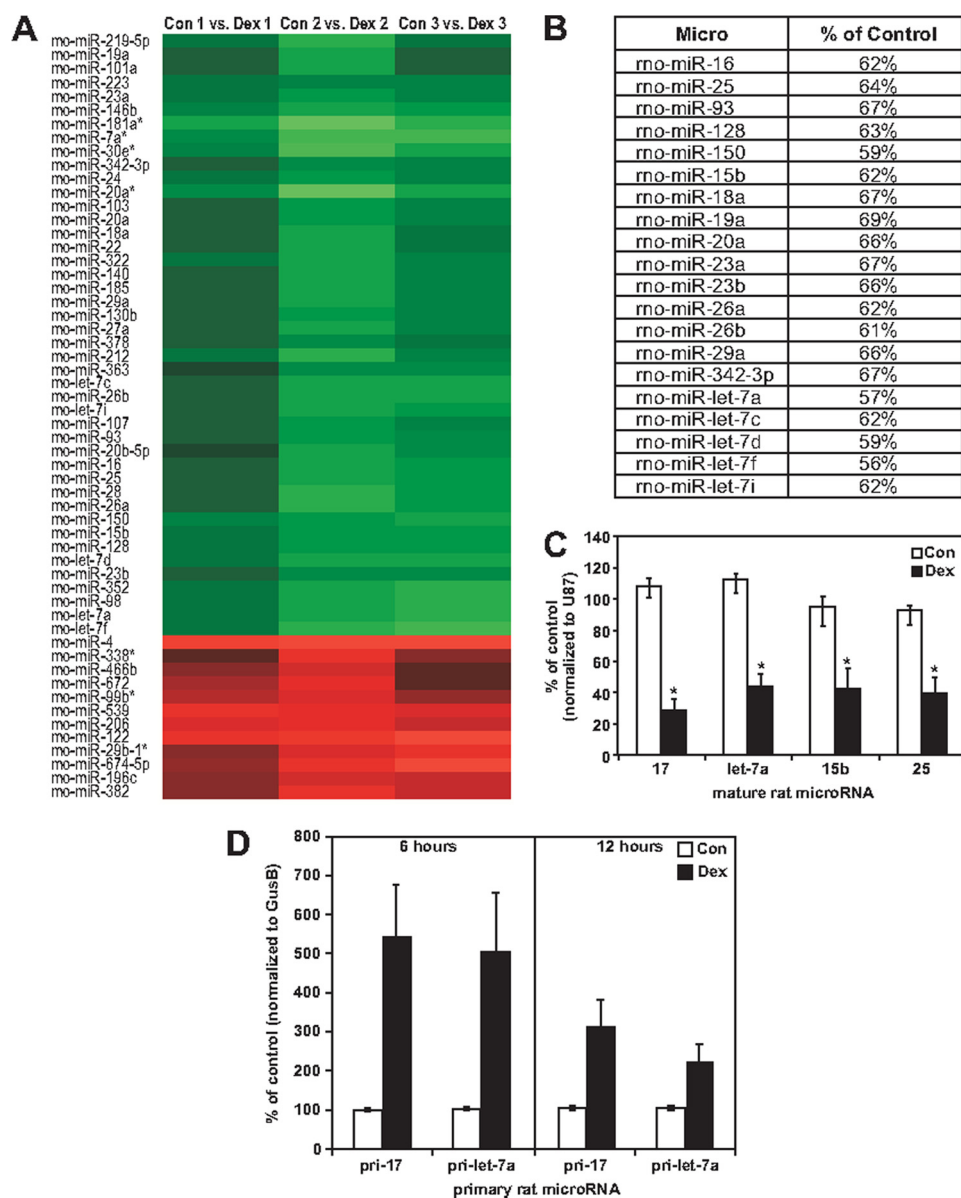 A
Con 1 vs. Dex 1 Con 2 vs. Dex 2 Con 3 vs. Dex 3
rno-miR-219-5p
rno-miR-19a
rno-miR-101a
rno-miR-223
rno-miR-23a
rno-miR-146b
rno-miR-181a*
rno-miR-7a*
rno-miR-30e*
rno-miR-342-3p
rno-miR-24
rno-miR-20a*
rno-miR-103
rno-miR-20a
rno-miR-18a
rno-miR-22
rno-miR-322
rno-miR-140
rno-miR-185
rno-miR-29a
rno-miR-130b
rno-miR-27a
rno-miR-378
rno-miR-212
rno-miR-363
rno-let-7c
rno-miR-26b
rno-let-7i
rno-miR-107
rno-miR-93
rno-miR-20b-5p
rno-miR-16
rno-miR-25
rno-miR-28
rno-miR-26a
rno-miR-150
rno-miR-15b
rno-miR-128
rno-let-7d
rno-miR-23b
rno-miR-352
rno-miR-98
rno-let-7a
rno-let-7f
rno-miR-4
rno-miR-338*
rno-miR-466b
rno-miR-672
rno-miR-99b*
rno-miR-539
rno-miR-206
rno-miR-122
rno-miR-29b-1*
rno-miR-674-5p
rno-miR-196c
rno-miR-382
B
Micro % of Control
rno-miR-16 62%
rno-miR-25 64%
rno-miR-93 67%
rno-miR-128 63%
rno-miR-150 59%
rno-miR-15b 62%
rno-miR-18a 67%
rno-miR-19a 69%
rno-miR-20a 66%
rno-miR-23a 67%
rno-miR-23b 66%
rno-miR-26a 62%
rno-miR-26b 61%
rno-miR-29a 66%
rno-miR-342-3p 67%
rno-miR-let-7a 57%
rno-miR-let-7c 62%
rno-miR-let-7d 59%
rno-miR-let-7f 56%
rno-miR-let-7i 62%
C
% of control
(normalized to U87)
140
120
100
80
60
40
20
0
Con
Dex
* * * *
17 let-7a 15b 25
mature rat microRNA
D
% of control (normalized to GusB)
800
700
600
500
400
300
200
100
0
6 hours 12 hours
Con
Dex
pri-17 pri-let-7a pri-17 pri-let-7a
primary rat microRNA